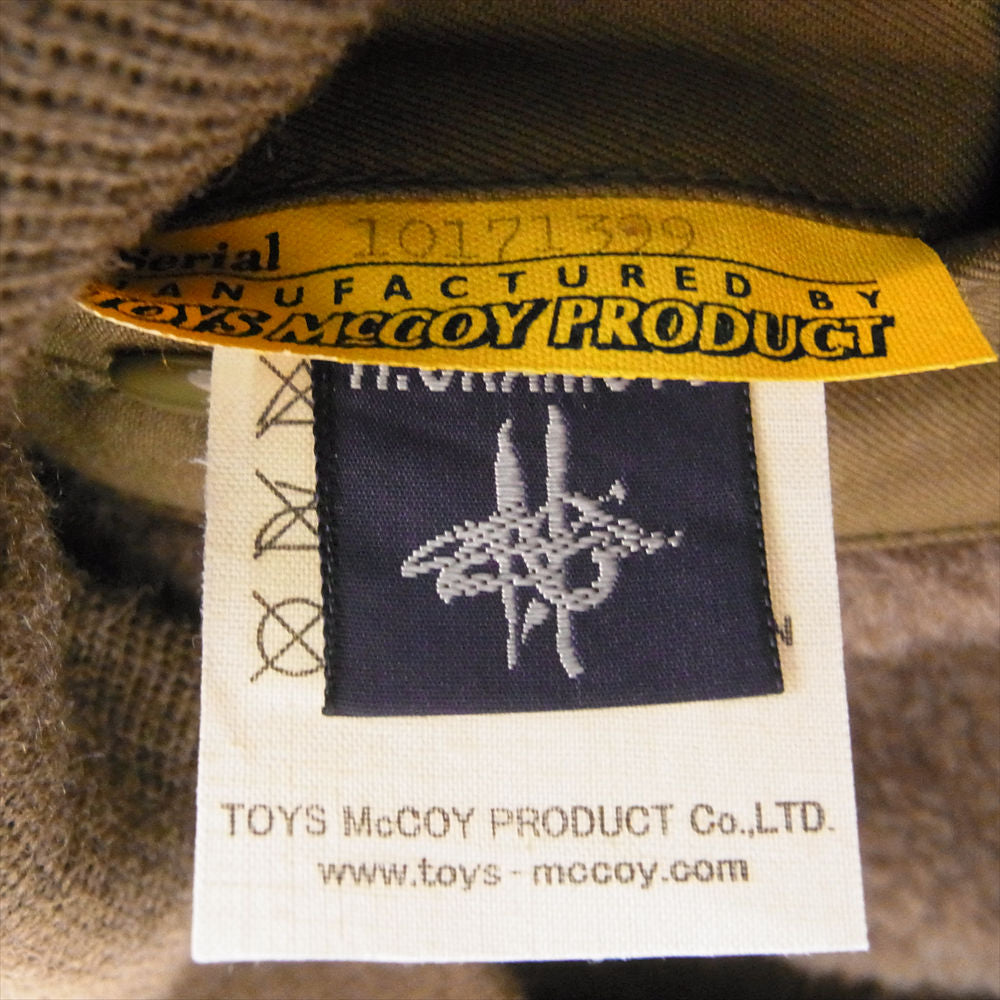 Serial 10171399
MANUFACTURED BY
TOYS McCOY PRODUCT
TOYS McCOY PRODUCT Co.,LTD.
www.toys-mccoy.com